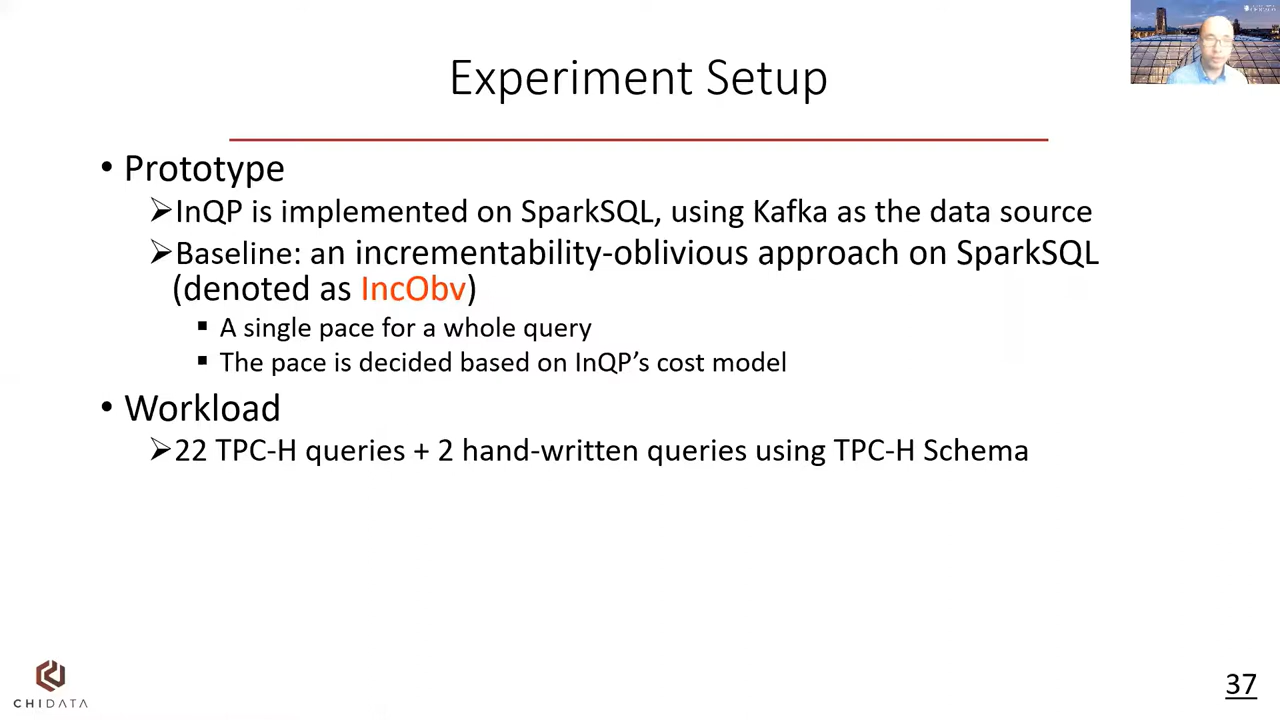 Experiment Setup
• Prototype
➢InQP is implemented on SparkSQL, using Kafka as the data source
➢Baseline: an incrementability-oblivious approach on SparkSQL
(denoted as IncObv)
▪ A single pace for a whole query
▪ The pace is decided based on InQP’s cost model
• Workload
➢22 TPC-H queries + 2 hand-written queries using TPC-H Schema
CHIDATA
37